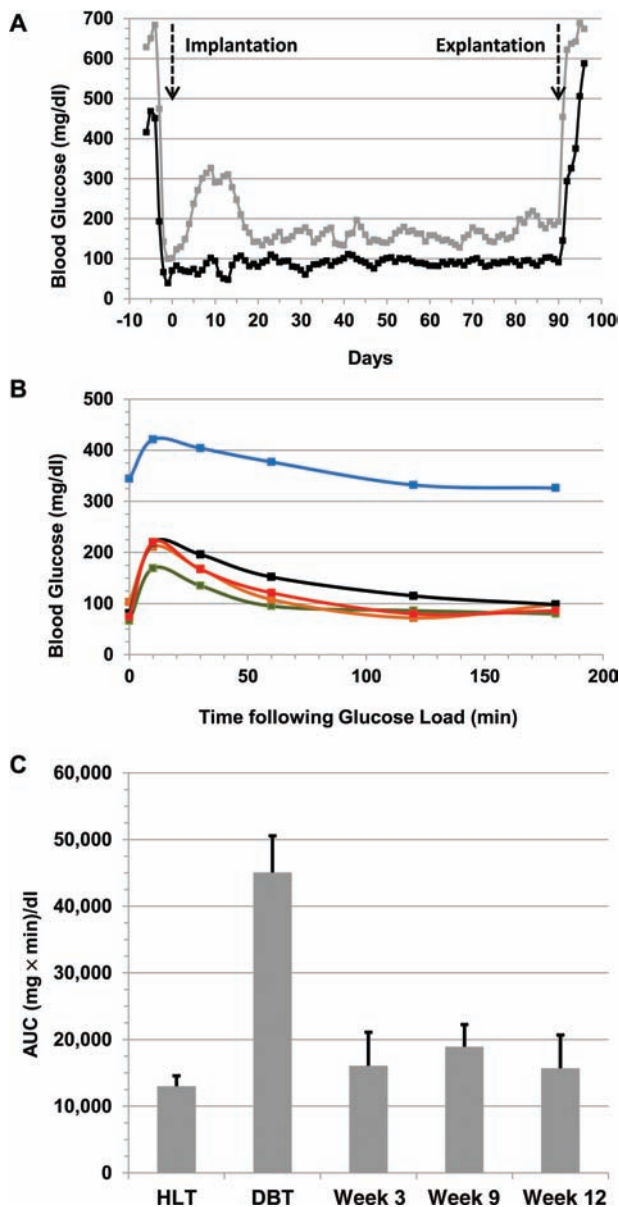 A
700
600
500
400
300
200
100
0
Blood Glucose (mg/dl)
Implantation
Explantation
-10 0 10 20 30 40 50 60 70 80 90 100
Days
B
500
400
300
200
100
0
Blood Glucose (mg/dl)
0 50 100 150 200
Time following Glucose Load (min)
C
60,000
50,000
40,000
30,000
20,000
10,000
0
AUC (mg × min)/dl
HLT DBT Week 3 Week 9 Week 12